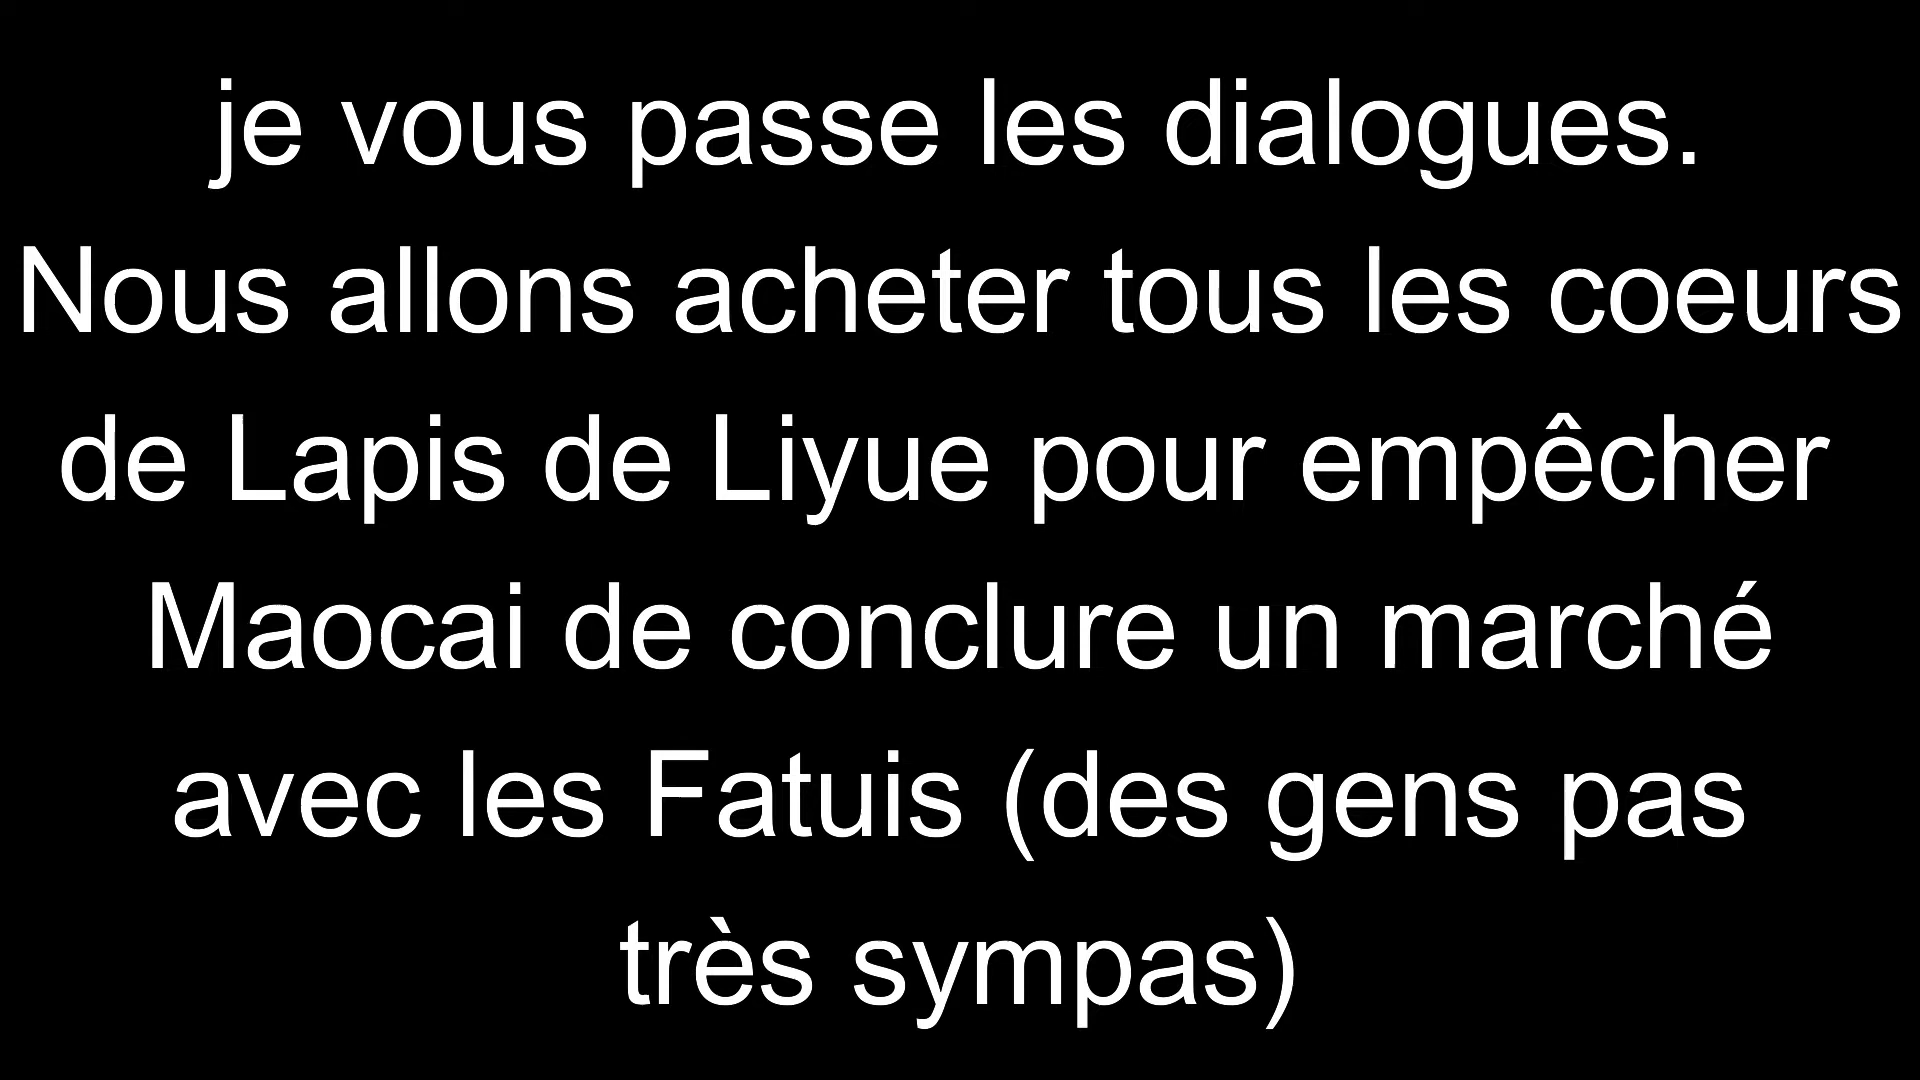 je vous passe les dialogues.
Nous allons acheter tous les coeurs
de Lapis de Liyue pour empêcher
Maocai de conclure un marché
avec les Fatuis (des gens pas
très sympas)